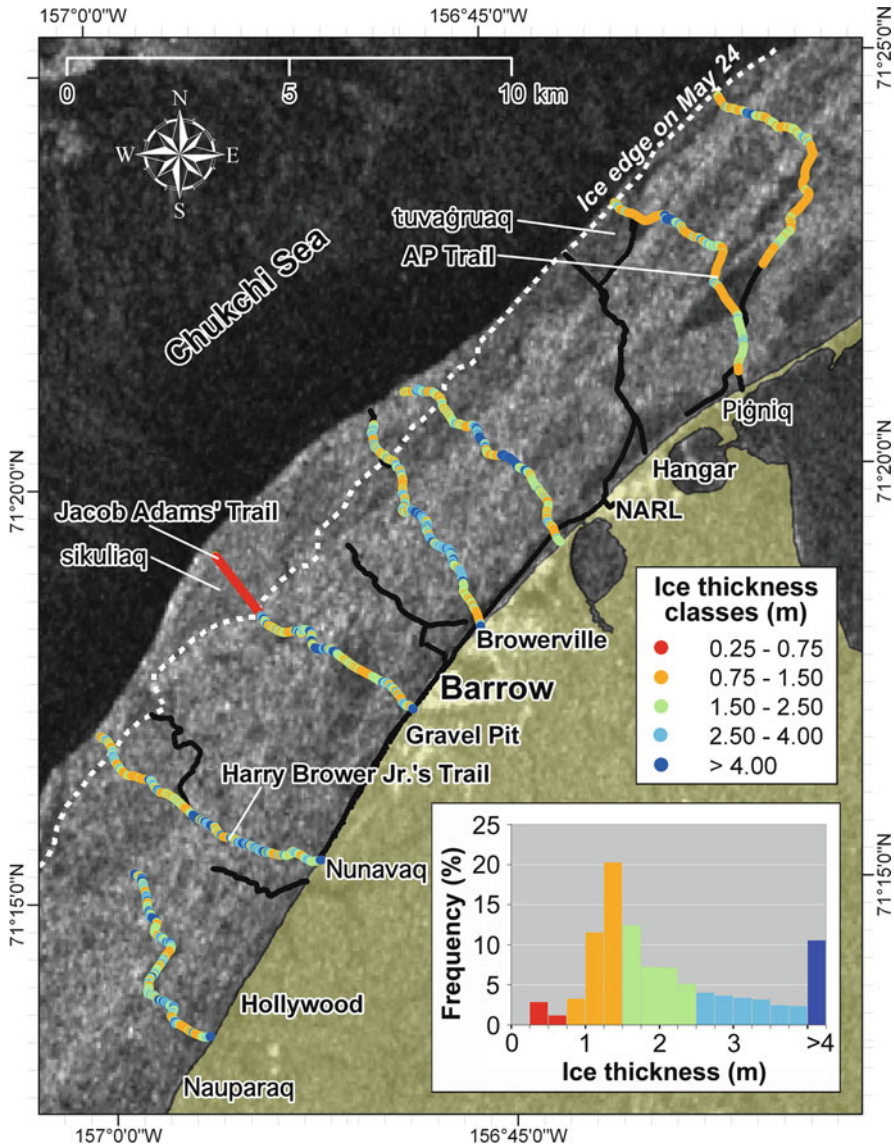 157°0'0"W
156°45'0"W
71°25'0"N
0
5
10 km
N
W
E
S
Ice edge on May 24
tuvaġruaq
AP Trail
Chukchi Sea
Piġniq
71°20'0"N
71°20'0"N
Hangar
NARL
Jacob Adams' Trail
sikuliaq
Browerville
Barrow
Gravel Pit
Harry Brower Jr.'s Trail
Nunavaq
71°15'0"N
71°15'0"N
Hollywood
Nauparaq
Ice thickness
classes (m)
0.25 - 0.75
0.75 - 1.50
1.50 - 2.50
2.50 - 4.00
> 4.00
Frequency (%)
25
20
15
10
5
0
0
1
2
3
>4
Ice thickness (m)
157°0'0"W
156°45'0"W